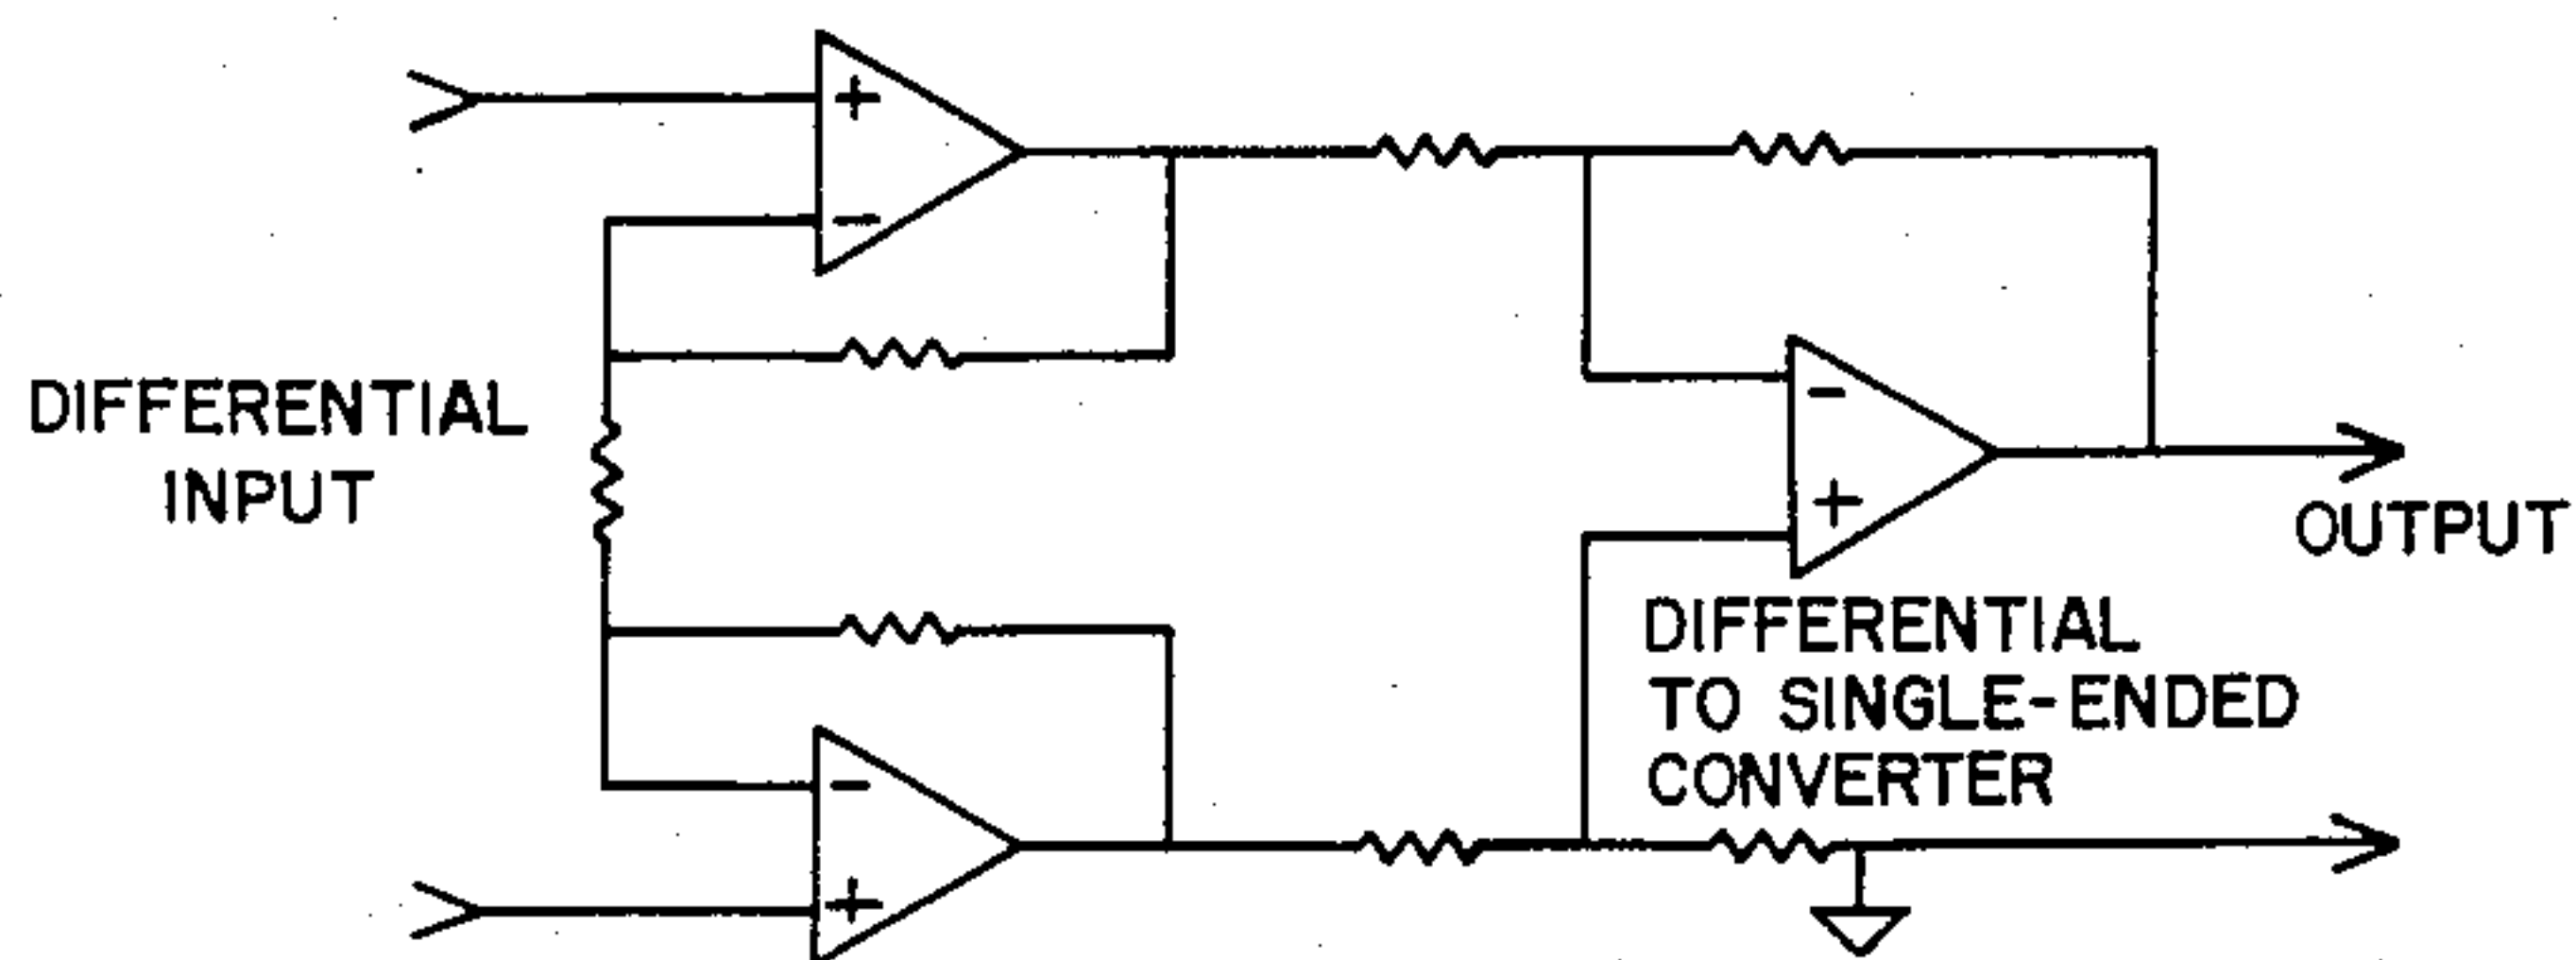 +
−
DIFFERENTIAL
INPUT
−
+
OUTPUT
DIFFERENTIAL
TO SINGLE-ENDED
CONVERTER
−
+